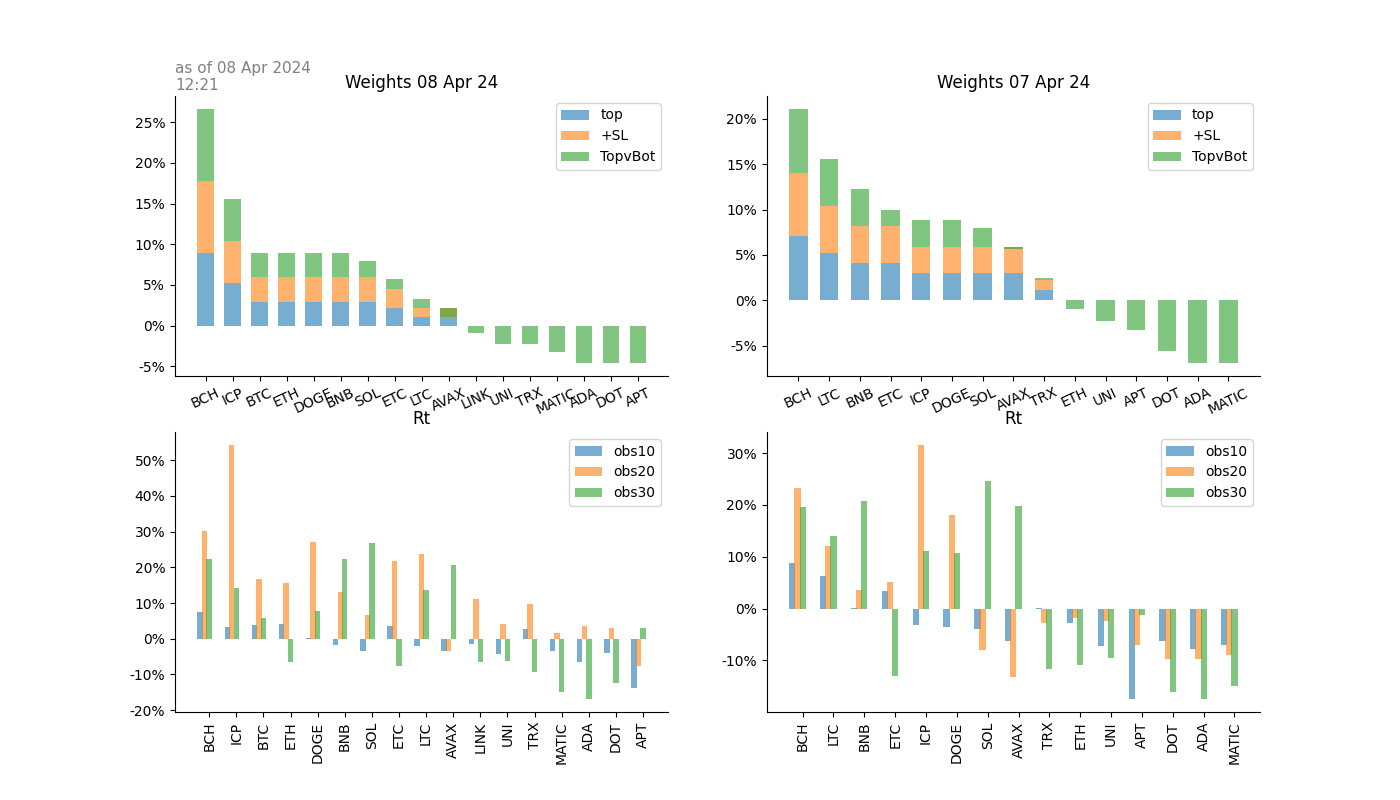 as of 08 Apr 2024
12:21
Weights 08 Apr 24
25%
20%
15%
10%
5%
0%
-5%
top
+SL
TopvBot
BCH ICP BTC ETH DOGE BNB SOL ETC LTC AVAX LINK UNI TRX MATIC ADA DOT APT
Weights 07 Apr 24
20%
15%
10%
5%
0%
-5%
top
+SL
TopvBot
BCH LTC BNB ETC ICP DOGE SOL AVAX TRX ETH UNI APT DOT ADA MATIC
Rt
50%
40%
30%
20%
10%
0%
-10%
-20%
obs10
obs20
obs30
BCH ICP BTC ETH DOGE BNB SOL ETC LTC AVAX LINK UNI TRX MATIC ADA DOT APT
Rt
30%
20%
10%
0%
-10%
obs10
obs20
obs30
BCH LTC BNB ETC ICP DOGE SOL AVAX TRX ETH UNI APT DOT ADA MATIC